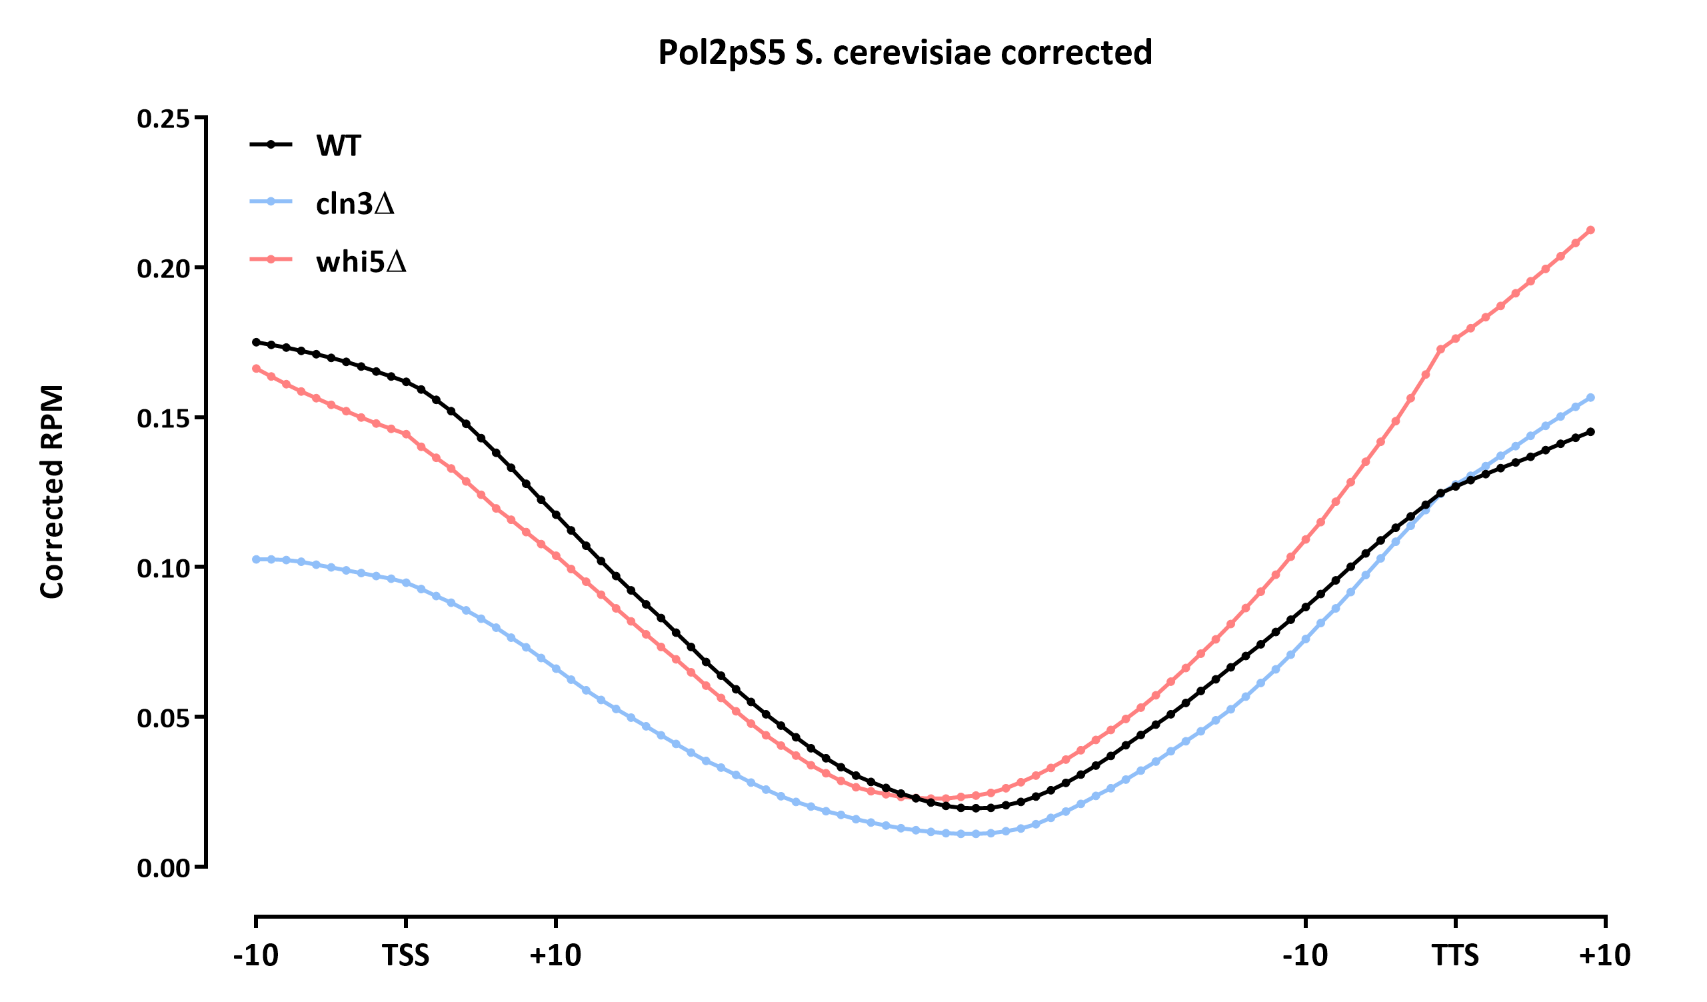 Pol2pS5 S. cerevisiae corrected
0.25
WT
cln3Δ
0.20
whi5Δ
0.15
Corrected RPM
0.10
0.05
0.00
-10 TSS +10 -10 TTS +10